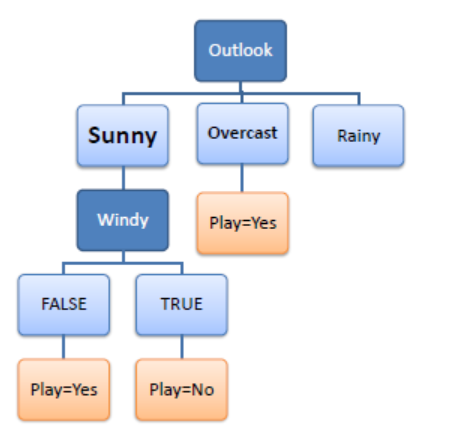 Outlook
Sunny
Overcast
Rainy
Windy
Play=Yes
FALSE
TRUE
Play=Yes
Play=No